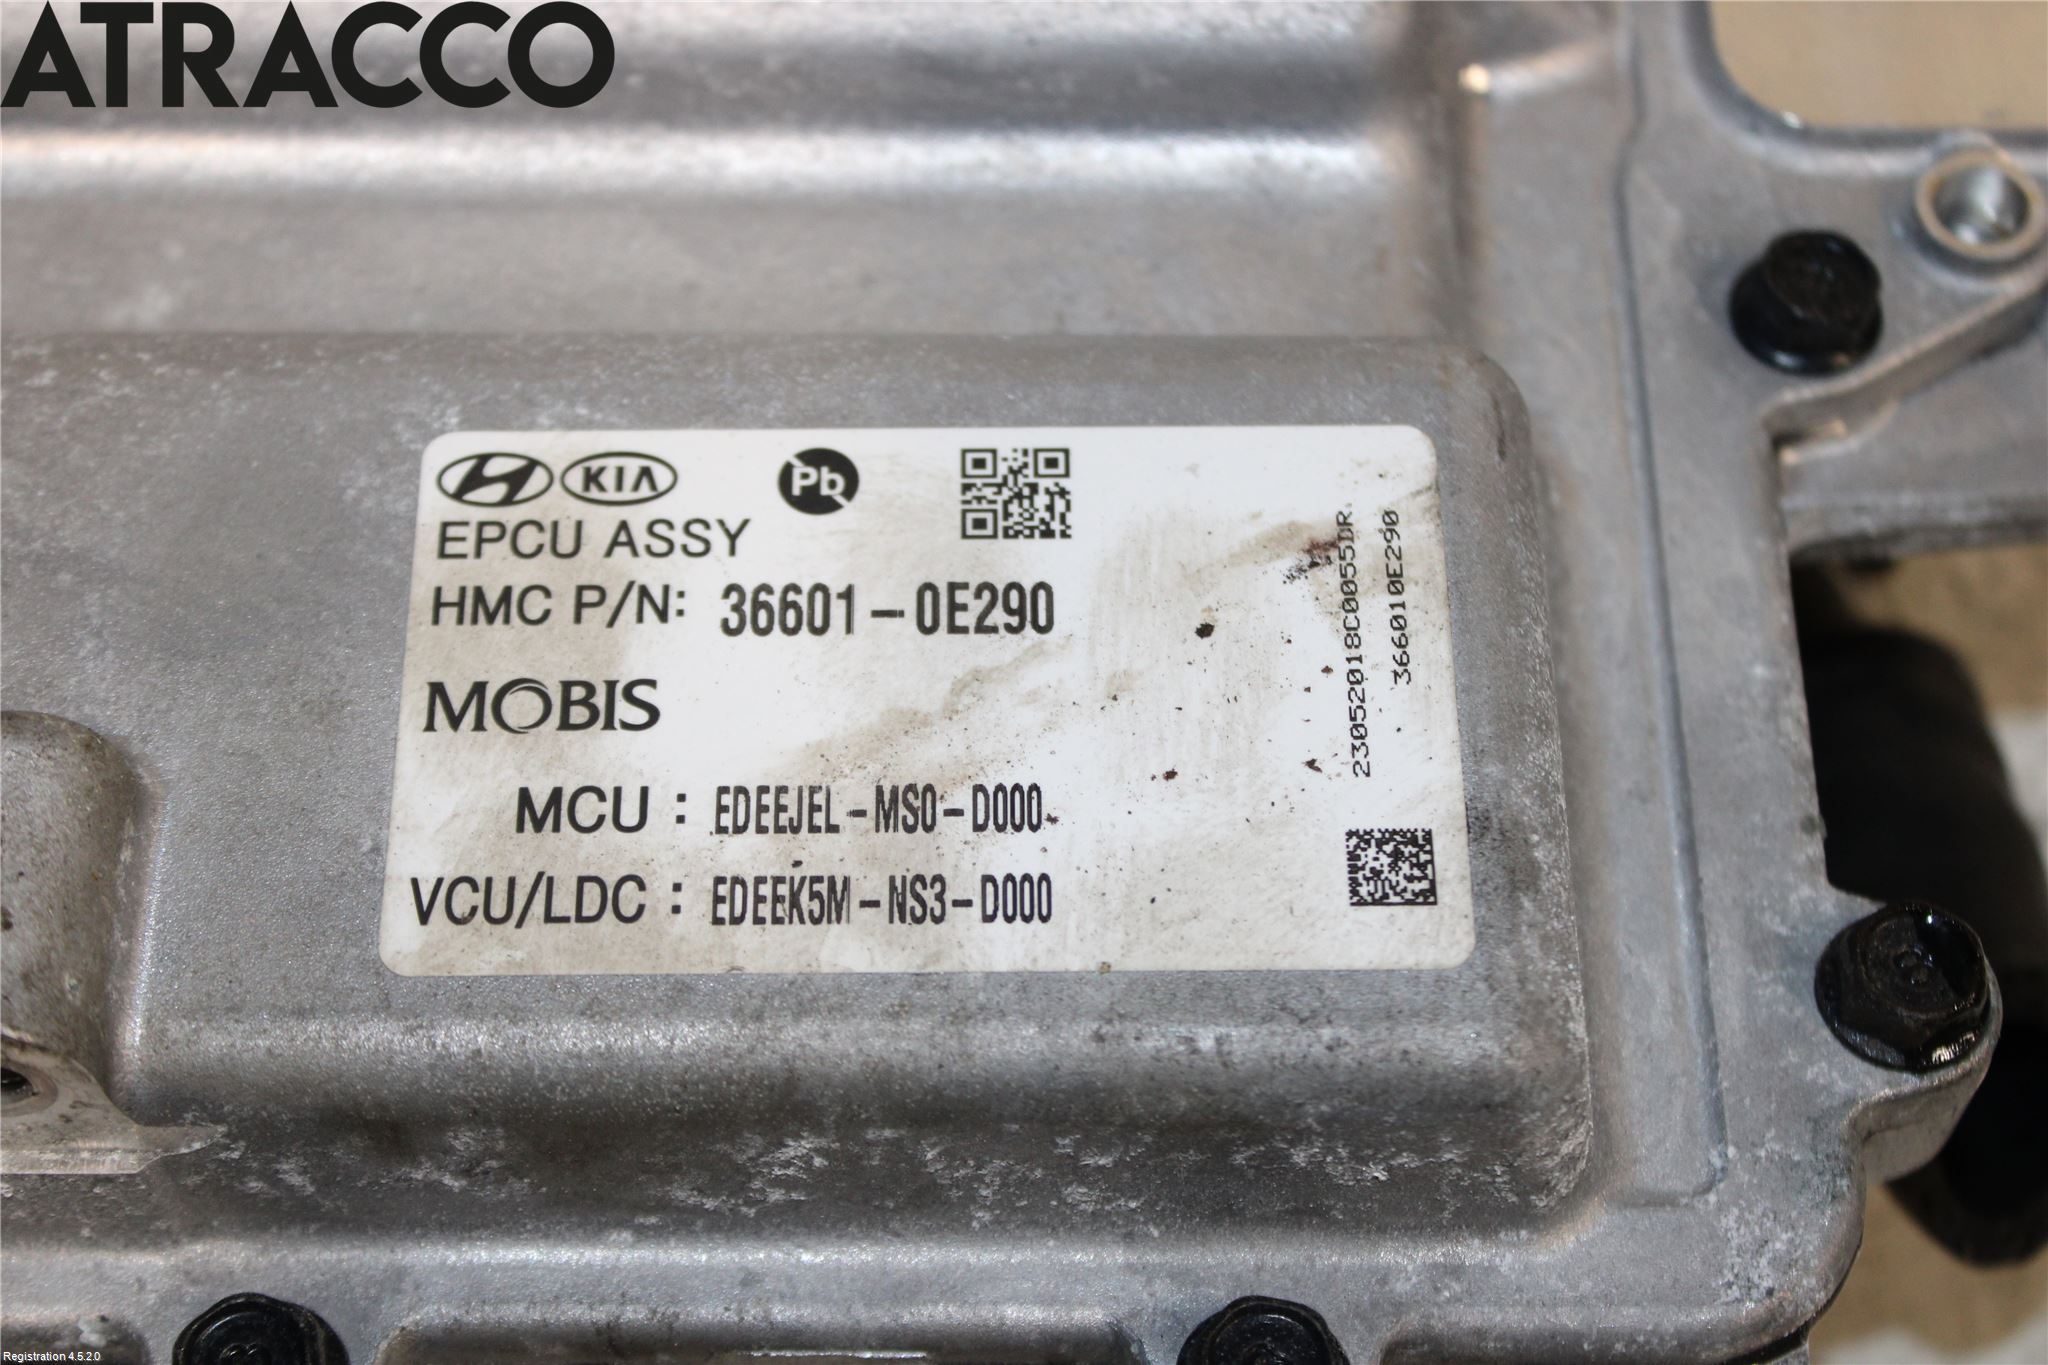 ATRACCO
KIA
Pb
EPCU ASSY
HMC P/N: 36601-0E290
MOBIS
MCU : EDEEJEL-MS0-D000
VCU/LDC : EDEEK5M-NS3-D000
23052018C0055DR
366010E290
Registration 4.5.2.0